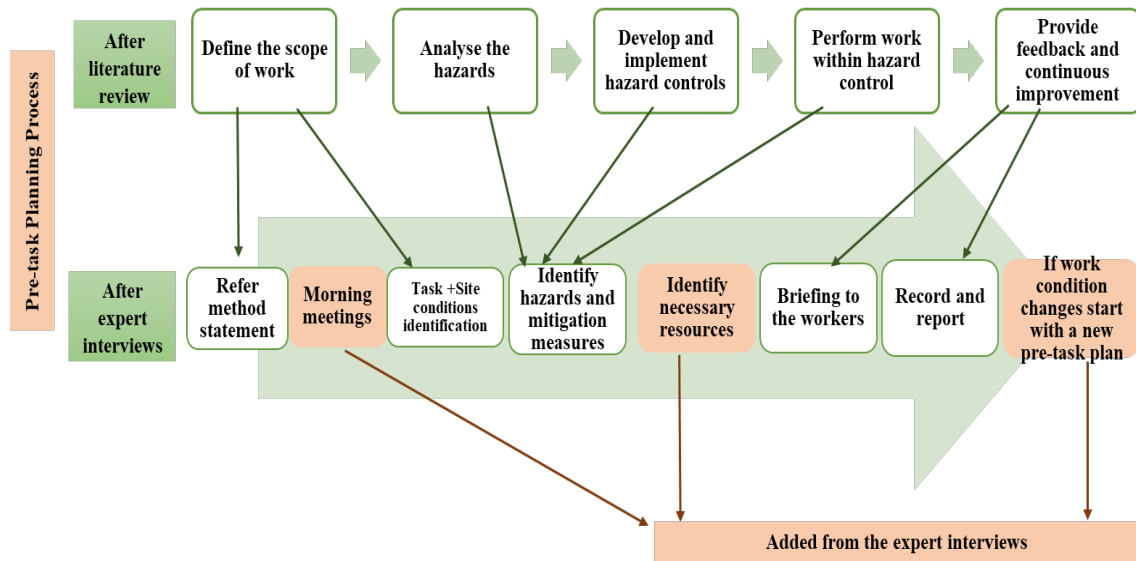 Pre-task Planning Process
After
literature
review
Define the scope
of work
Analyse the
hazards
Develop and
implement
hazard controls
Perform work
within hazard
control
Provide
feedback and
continuous
improvement
After
expert
interviews
Refer
method
statement
Morning
meetings
Task +Site
conditions
identification
Identify
hazards and
mitigation
measures
Identify
necessary
resources
Briefing to
the workers
Record and
report
If work
condition
changes start
with a new
pre-task plan
Added from the expert interviews